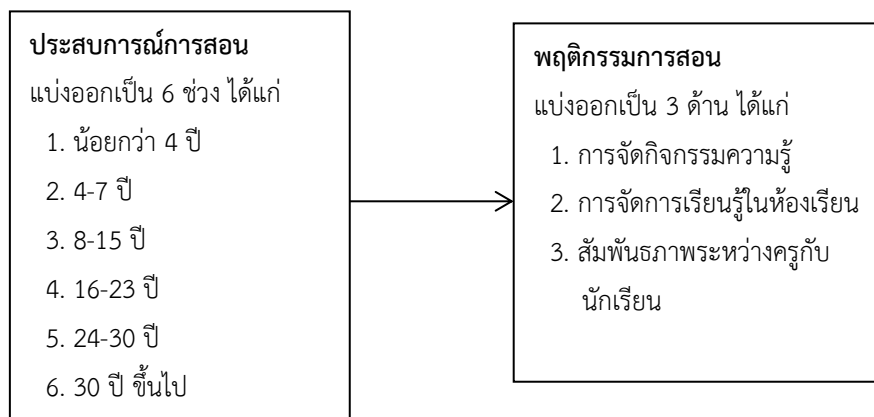 ประสบการณ์การสอน
แบ่งออกเป็น 6 ช่วง ได้แก่
1. น้อยกว่า 4 ปี
2. 4-7 ปี
3. 8-15 ปี
4. 16-23 ปี
5. 24-30 ปี
6. 30 ปี ขึ้นไป
พฤติกรรมการสอน
แบ่งออกเป็น 3 ด้าน ได้แก่
1. การจัดกิจกรรมความรู้
2. การจัดการเรียนรู้ในห้องเรียน
3. สัมพันธภาพระหว่างครูกับ
นักเรียน